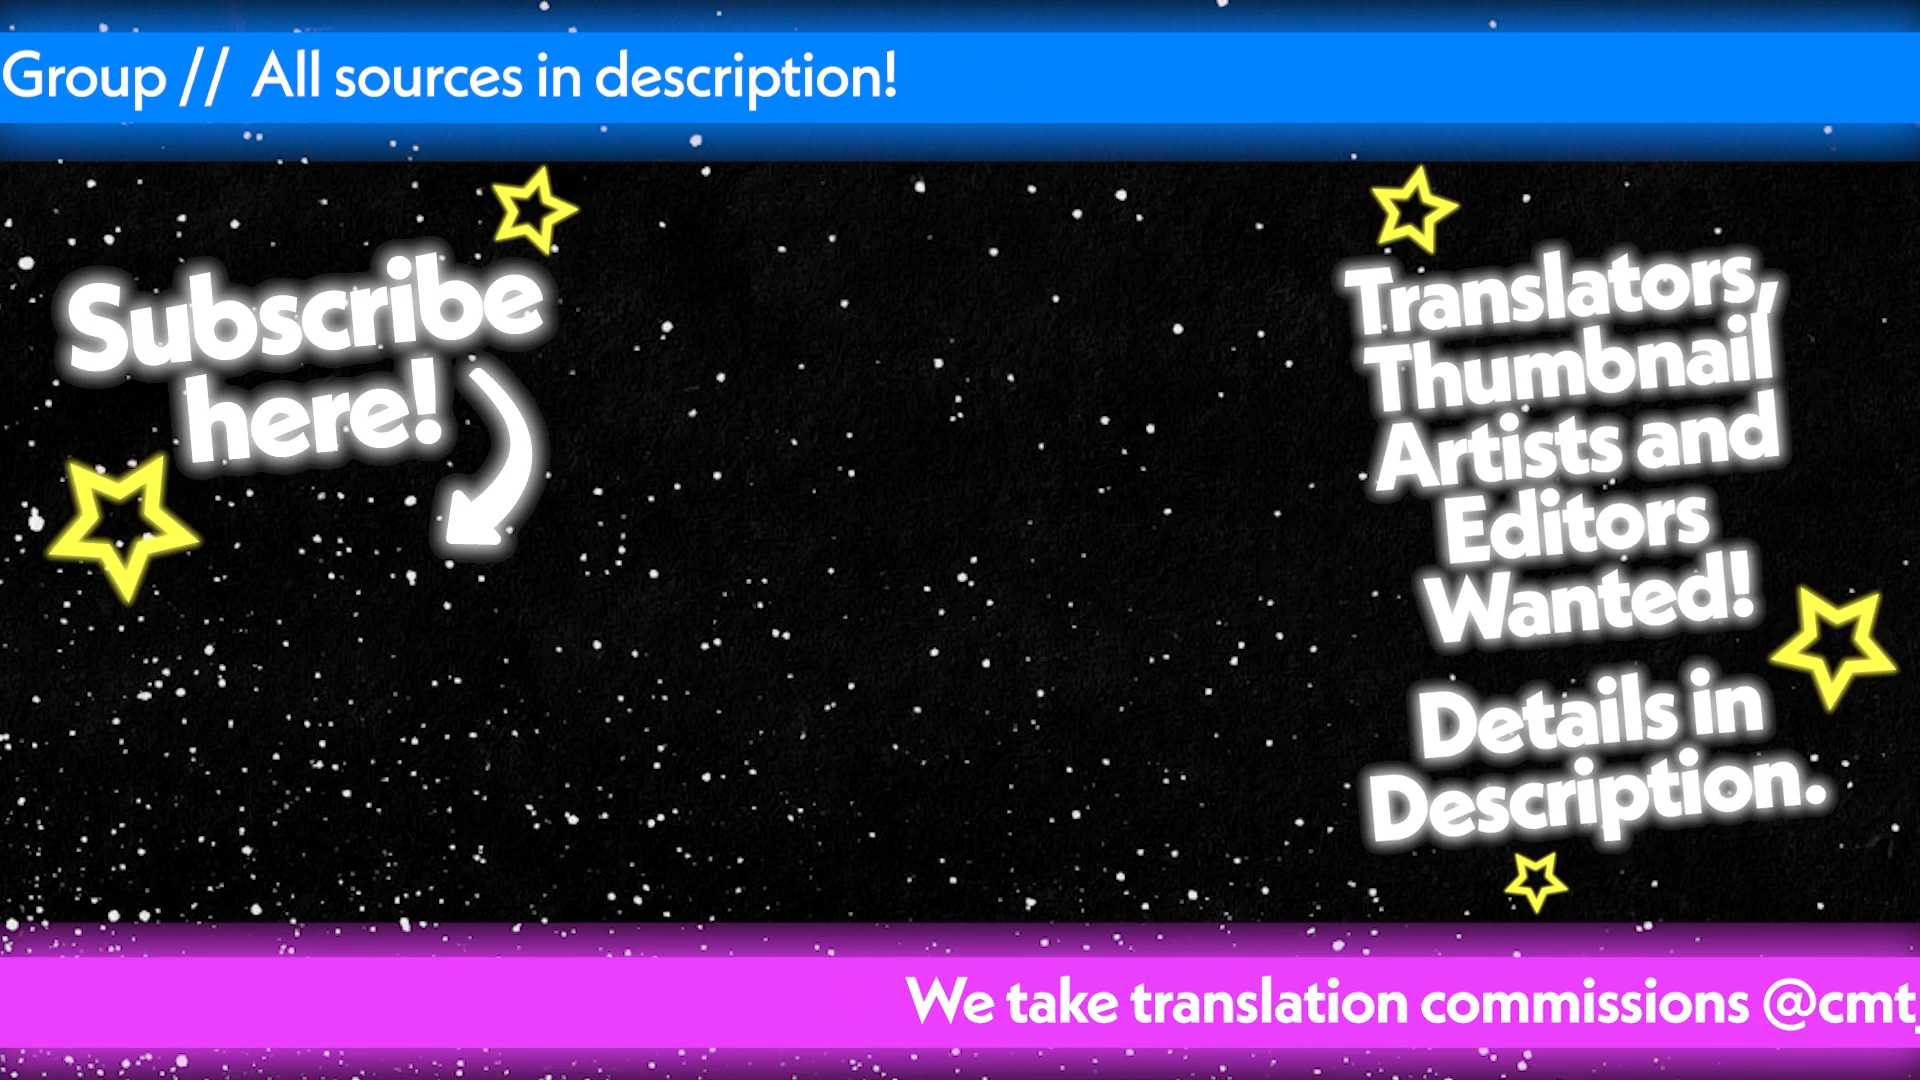 Group // All sources in description!
Subscribe
here!
Translators,
Thumbnail
Artists and
Editors
Wanted!
Details in
Description.
We take translation commissions @cmt_